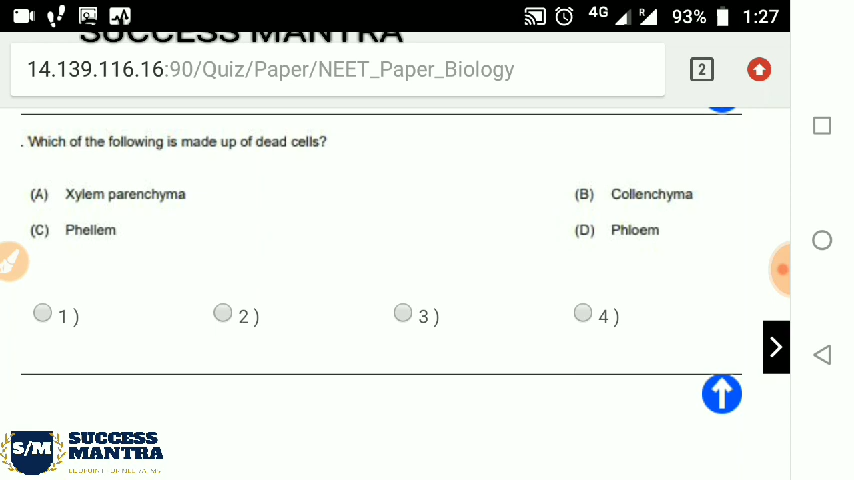 4G R 93% 1:27
SUCCESS MANTRA
14.139.116.16:90/Quiz/Paper/NEET_Paper_Biology
2
. Which of the following is made up of dead cells?
(A) Xylem parenchyma (B) Collenchyma
(C) Phellem (D) Phloem
1 ) 2 ) 3 ) 4 )
S/M SUCCESS
MANTRA